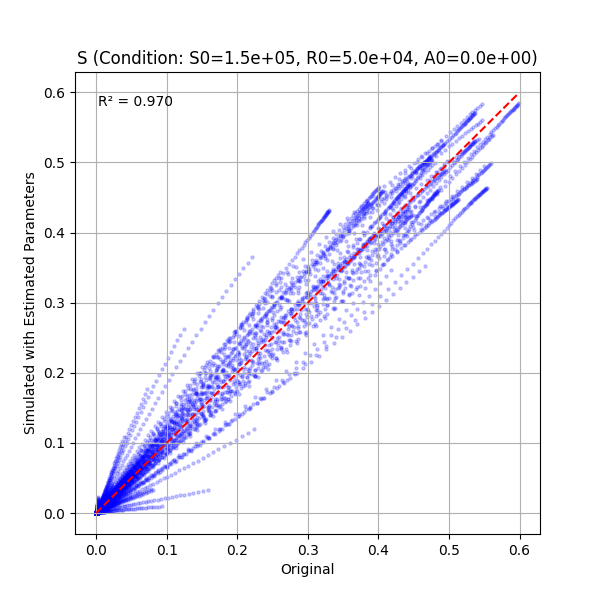 S (Condition: S0=1.5e+05, R0=5.0e+04, A0=0.0e+00)
R² = 0.970
Simulated with Estimated Parameters
0.6
0.5
0.4
0.3
0.2
0.1
0.0
0.0 0.1 0.2 0.3 0.4 0.5 0.6
Original